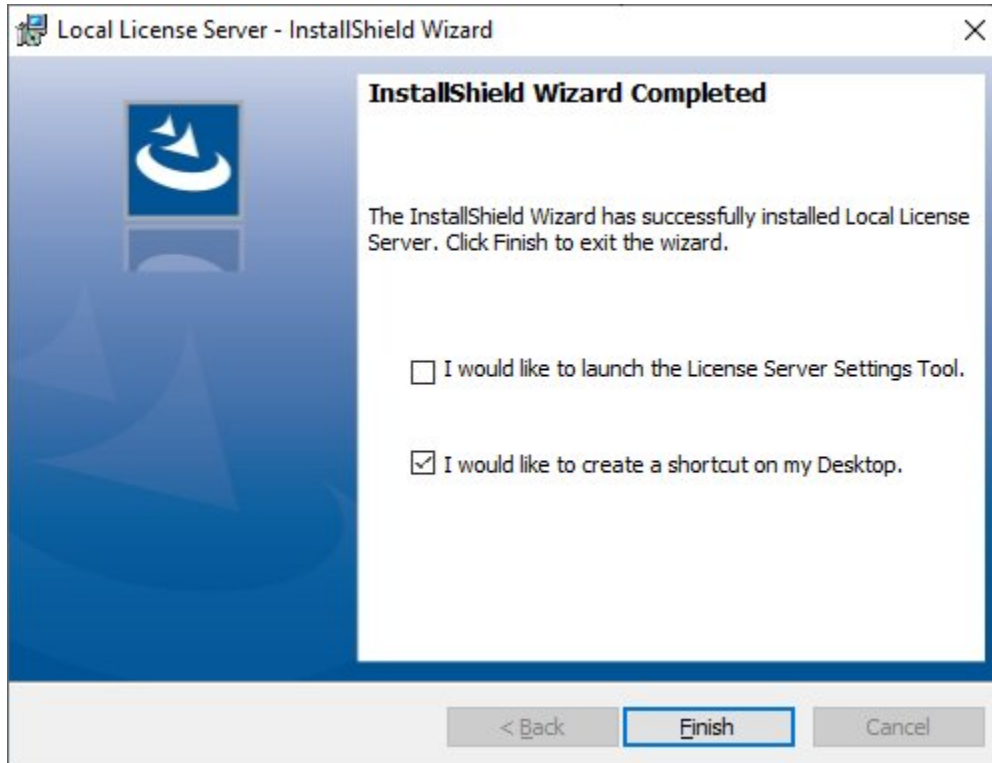 Local License Server - InstallShield Wizard
InstallShield Wizard Completed
The InstallShield Wizard has successfully installed Local License
Server. Click Finish to exit the wizard.
I would like to launch the License Server Settings Tool.
I would like to create a shortcut on my Desktop.
< Back
Finish
Cancel